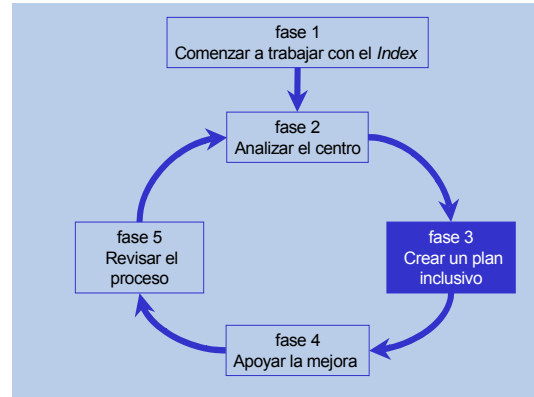 fase 1
Comenzar a trabajar con el Index
fase 2
Analizar el centro
fase 3
Crear un plan
inclusivo
fase 4
Apoyar la mejora
fase 5
Revisar el
proceso